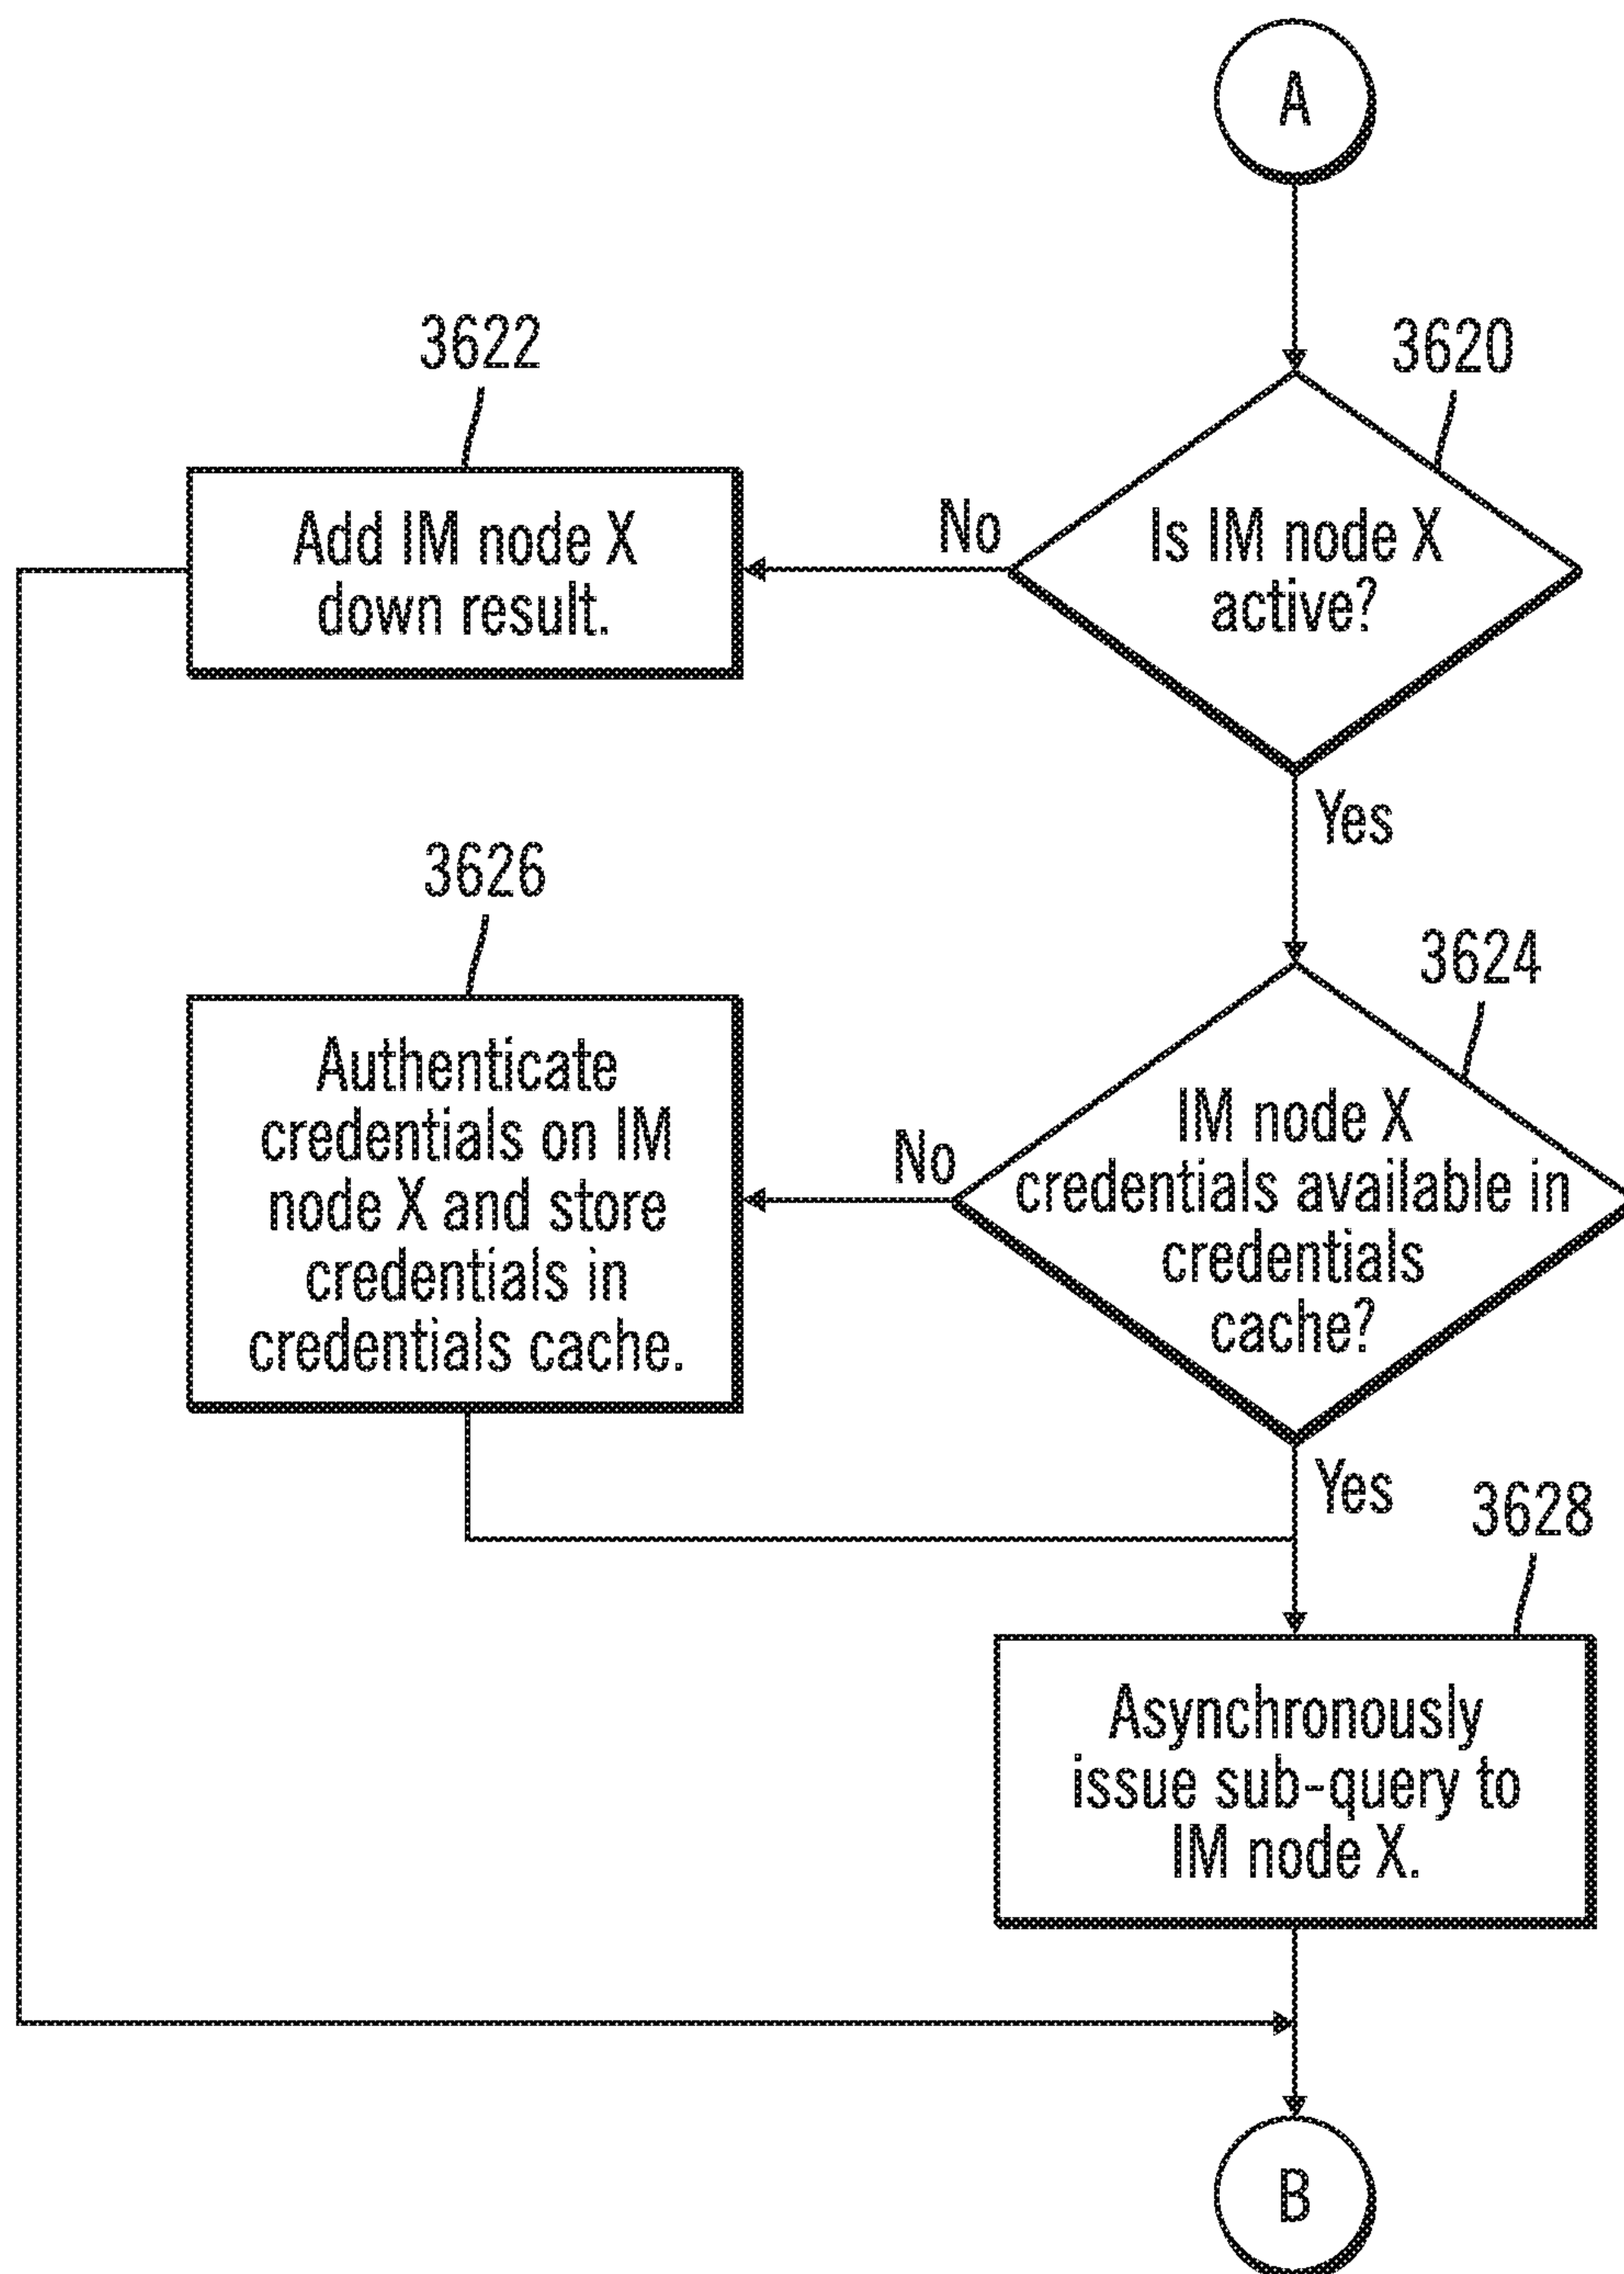 A
3620
Is IM node X
active?
No
3622
Add IM node X
down result.
Yes
3624
IM node X
credentials available in
credentials
cache?
No
3626
Authenticate
credentials on IM
node X and store
credentials in
credentials cache.
Yes
3628
Asynchronously
issue sub-query to
IM node X.
B